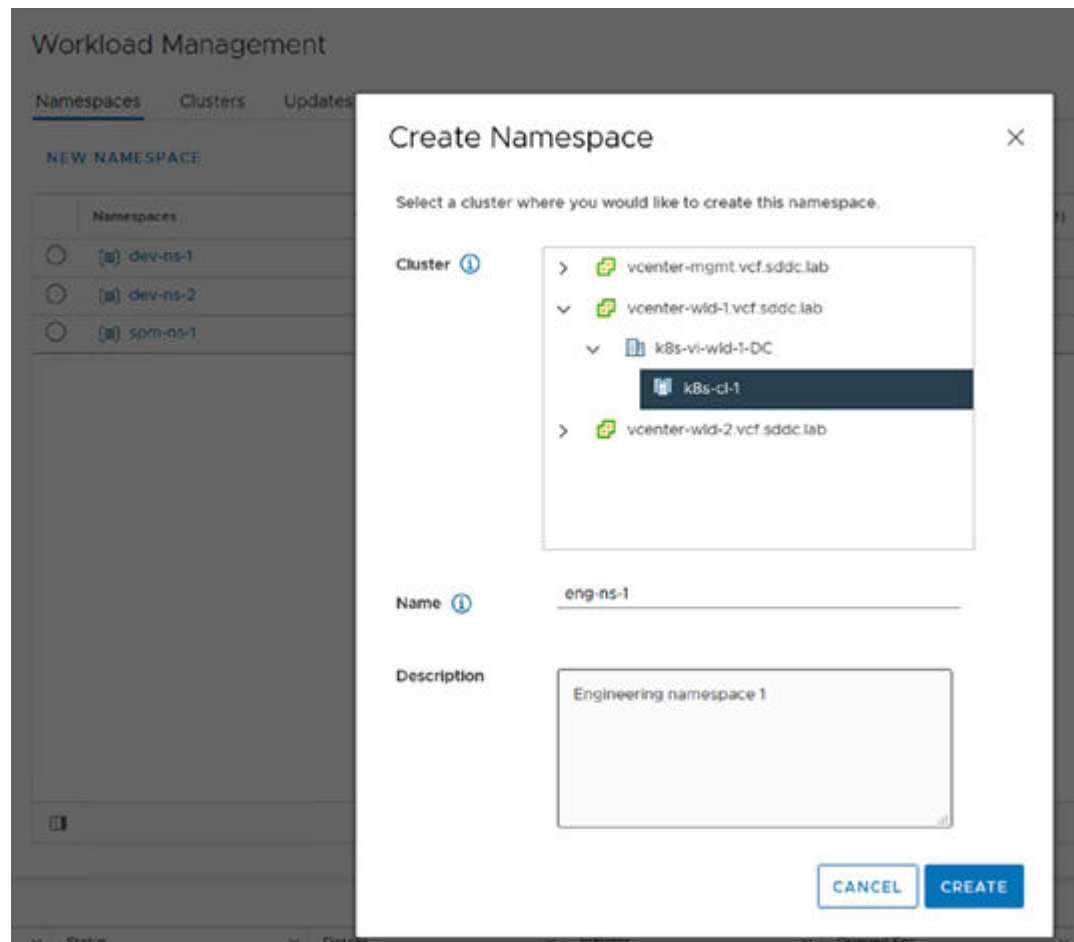 Workload Management
Namespaces Clusters Updates
NEW NAMESPACE
Namespaces
dev-ns-1
dev-ns-2
spm-ns-1
Create Namespace
Select a cluster where you would like to create this namespace.
Cluster
vcenter-mgmt.vcf.sddc.lab
vcenter-wld-1.vcf.sddc.lab
k8s-vi-wld-1-DC
k8s-cl-1
vcenter-wld-2.vcf.sddc.lab
Name eng-ns-1
Description
Engineering namespace 1
CANCEL CREATE